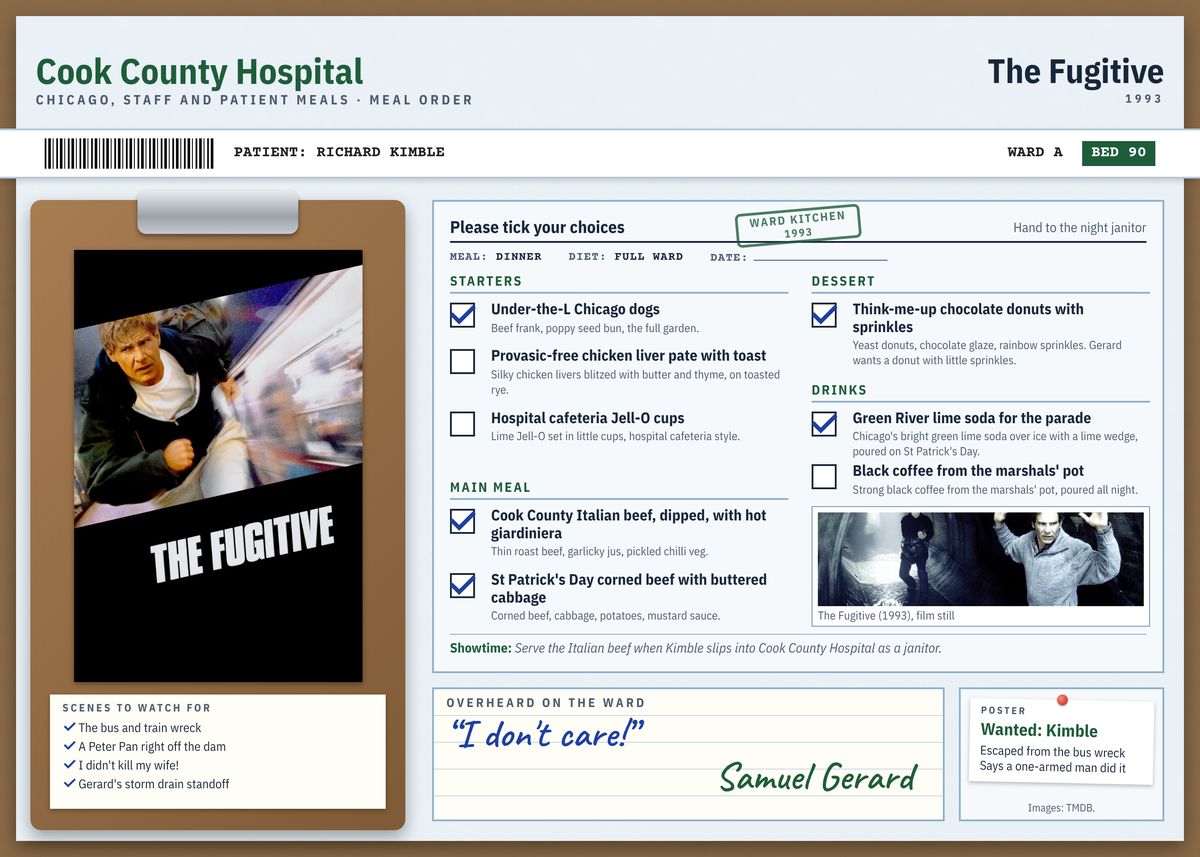 Cook County Hospital
CHICAGO, STAFF AND PATIENT MEALS · MEAL ORDER
The Fugitive
1993
PATIENT: RICHARD KIMBLE
WARD A
BED 90
THE FUGITIVE
SCENES TO WATCH FOR
The bus and train wreck
A Peter Pan right off the dam
I didn't kill my wife!
Gerard's storm drain standoff
Please tick your choices
WARD KITCHEN
1993
Hand to the night janitor
MEAL: DINNER DIET: FULL WARD DATE:
STARTERS
Under-the-L Chicago dogs
Beef frank, poppy seed bun, the full garden.
Provasic-free chicken liver pate with toast
Silky chicken livers blitzed with butter and thyme, on toasted
rye.
Hospital cafeteria Jell-O cups
Lime Jell-O set in little cups, hospital cafeteria style.
MAIN MEAL
Cook County Italian beef, dipped, with hot
giardiniera
Thin roast beef, garlicky jus, pickled chilli veg.
St Patrick's Day corned beef with buttered
cabbage
Corned beef, cabbage, potatoes, mustard sauce.
DESSERT
Think-me-up chocolate donuts with
sprinkles
Yeast donuts, chocolate glaze, rainbow sprinkles. Gerard
wants a donut with little sprinkles.
DRINKS
Green River lime soda for the parade
Chicago's bright green lime soda over ice with a lime wedge,
poured on St Patrick's Day.
Black coffee from the marshals' pot
Strong black coffee from the marshals' pot, poured all night.
The Fugitive (1993), film still
Showtime: Serve the Italian beef when Kimble slips into Cook County Hospital as a janitor.
OVERHEARD ON THE WARD
“I don't care!”
Samuel Gerard
POSTER
Wanted: Kimble
Escaped from the bus wreck
Says a one-armed man did it
Images: TMDB.